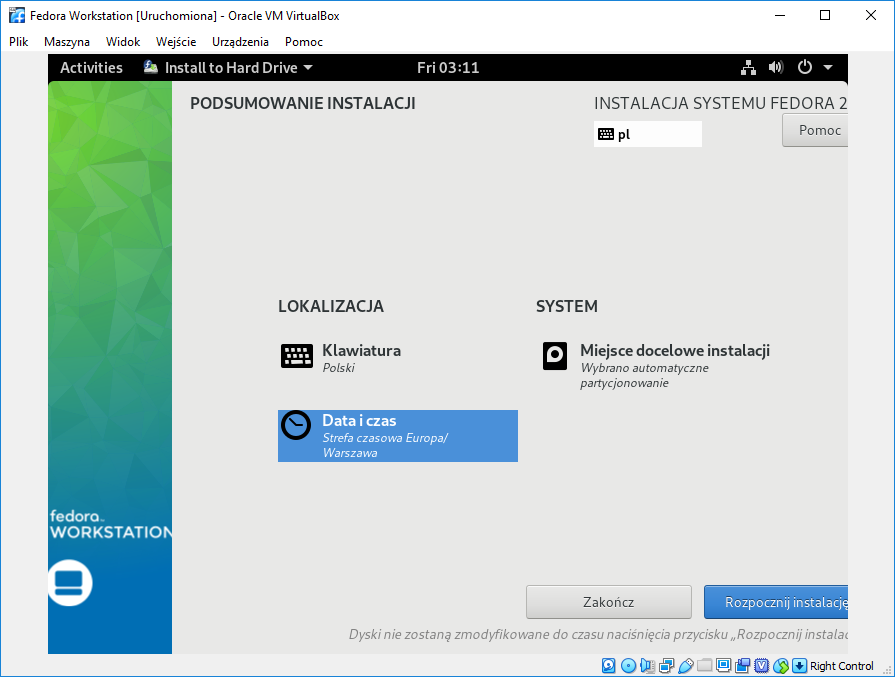 Fedora Workstation [Uruchomiona] - Oracle VM VirtualBox
Plik Maszyna Widok Wejście Urządzenia Pomoc
Activities Install to Hard Drive Fri 03:11
PODSUMOWANIE INSTALACJI
INSTALACJA SYSTEMU FEDORA 2
pl
Pomoc
LOKALIZACJA
Klawiatura
Polski
Data i czas
Strefa czasowa Europa/
Warszawa
SYSTEM
Miejsce docelowe instalacji
Wybrano automatyczne
partycjonowanie
fedora
WORKSTATION
Zakończ
Rozpocznij instalację
Dyski nie zostaną zmodyfikowane do czasu naciśnięcia przycisku „Rozpocznij instalac
Right Control